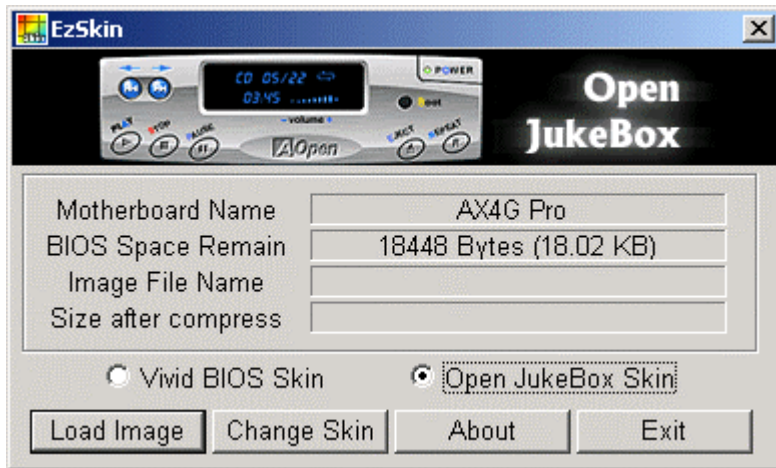 EzSkin
CD 05/22
03:45
POWER
Boot
- volume +
PLAY
STOP
PAUSE
AOpen
EJECT
REPEAT
Open
JukeBox
Motherboard Name
AX4G Pro
BIOS Space Remain
18448 Bytes (18.02 KB)
Image File Name
Size after compress
Vivid BIOS Skin
Open JukeBox Skin
Load Image
Change Skin
About
Exit